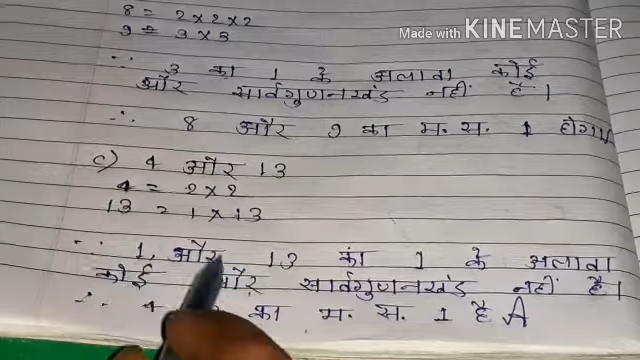 Made with KINEMASTER
8 = 2 x 2 x 2
9 = 3 x 3
∵ 3 का 1 के अलावा कोई
और सार्वगुणनखंड नहीं है।
∴ 8 और 9 का म. स. 1 होगा
c) 4 और 13
4 = 2 x 2
13 = 1 x 13
∵ 1, और 13 का 1 के अलावा
कोई और सार्वगुणनखंड नहीं है।
∴ 4 का म. स. 1 है A